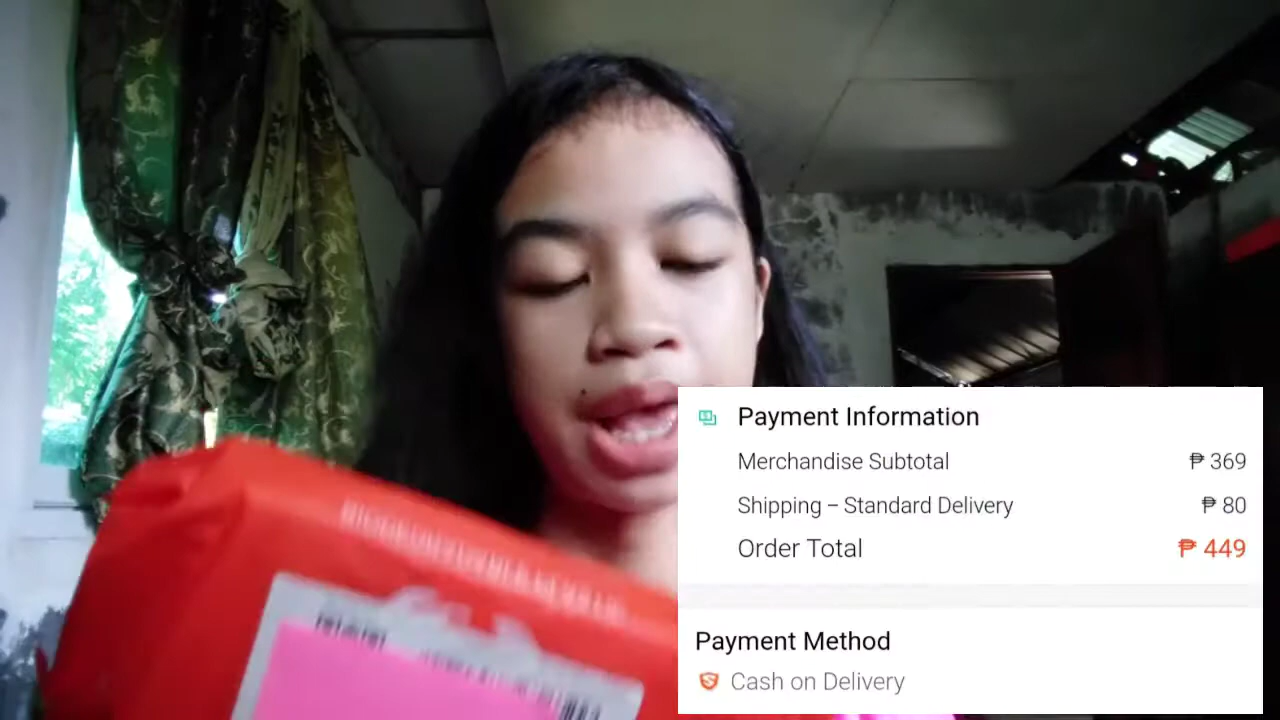 Payment Information
Merchandise Subtotal ₱ 369
Shipping – Standard Delivery ₱ 80
Order Total ₱ 449
Payment Method
Cash on Delivery